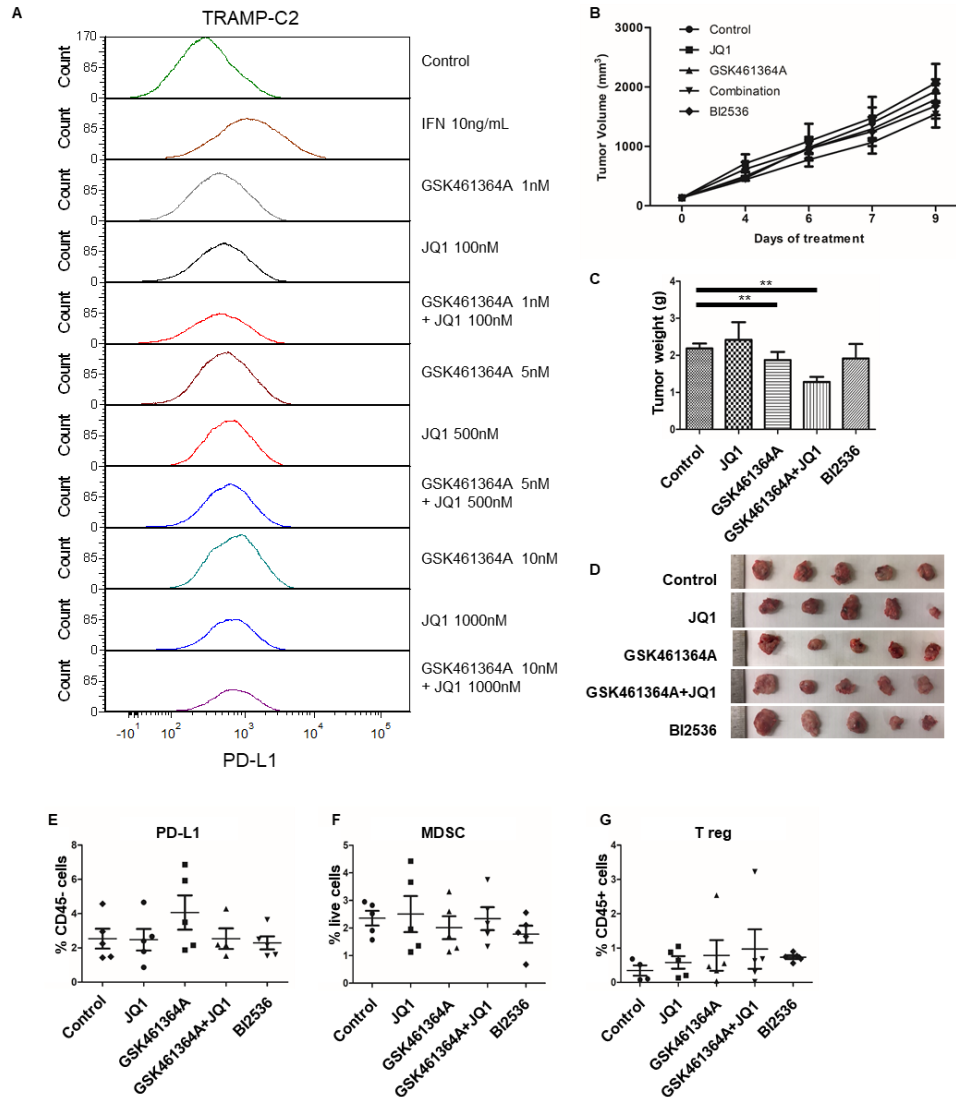 A
TRAMP-C2
170
85
0
Count
Control
85
0
Count
IFN 10ng/mL
85
0
Count
GSK461364A 1nM
85
0
Count
JQ1 100nM
85
0
Count
GSK461364A 1nM
+ JQ1 100nM
85
0
Count
GSK461364A 5nM
85
0
Count
JQ1 500nM
85
0
Count
GSK461364A 5nM
+ JQ1 500nM
85
0
Count
GSK461364A 10nM
85
0
Count
JQ1 1000nM
85
0
Count
GSK461364A 10nM
+ JQ1 1000nM
-10¹ 10² 10³ 10⁴ 10⁵
PD-L1
B
Control
JQ1
GSK461364A
Combination
BI2536
Tumor Volume (mm³)
3000
2000
1000
0
0 4 6 7 9
Days of treatment
C
**
**
Tumor weight (g)
4
3
2
1
0
Control
JQ1
GSK461364A
GSK461364A+JQ1
BI2536
D
Control
JQ1
GSK461364A
GSK461364A+JQ1
BI2536
E
PD-L1
% CD45- cells
8
6
4
2
0
Control
JQ1
GSK461364A
GSK461364A+JQ1
BI2536
F
MDSC
% live cells
5
4
3
2
1
0
Control
JQ1
GSK461364A
GSK461364A+JQ1
BI2536
G
T reg
% CD45+ cells
4
3
2
1
0
Control
JQ1
GSK461364A
GSK461364A+JQ1
BI2536